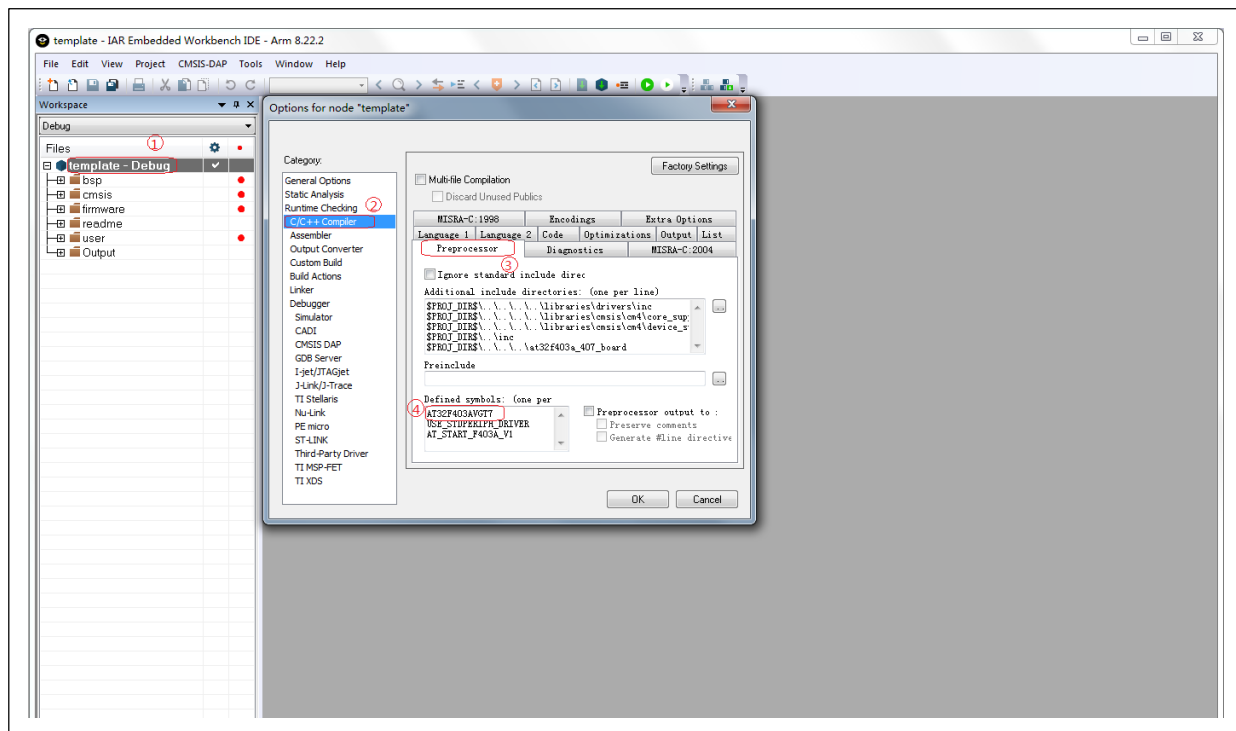 template - IAR Embedded Workbench IDE - Arm 8.22.2
File Edit View Project CMSIS-DAP Tools Window Help
Workspace
Debug
Files
①
template - Debug
bsp
cmsis
firmware
readme
user
Output
Options for node "template"
Category:
General Options
Static Analysis
Runtime Checking
②
C/C++ Compiler
Assembler
Output Converter
Custom Build
Build Actions
Linker
Debugger
Simulator
CADI
CMSIS DAP
GDB Server
I-jet/JTAGjet
J-Link/J-Trace
TI Stellaris
Nu-Link
PE micro
ST-LINK
Third-Party Driver
TI MSP-FET
TI XDS
Factory Settings
Multi-file Compilation
Discard Unused Publics
MISRA-C:1998 Encodings Extra Options
Language 1 Language 2 Code Optimizations Output List
Preprocessor Diagnostics MISRA-C:2004
③
Ignore standard include direc
Additional include directories: (one per line)
$PROJ_DIR$\..\..\..\..\libraries\drivers\inc
$PROJ_DIR$\..\..\..\..\libraries\cmsis\cm4\core_sup
$PROJ_DIR$\..\..\..\..\libraries\cmsis\cm4\device_s
$PROJ_DIR$\..\inc
$PROJ_DIR$\..\..\..\at32f403a_407_board
...
Preinclude
...
Defined symbols: (one per
④
AT32F403AVGT7
USE_STDPERIPH_DRIVER
AT_START_F403A_V1
Preprocessor output to :
Preserve comments
Generate #line directive
OK Cancel